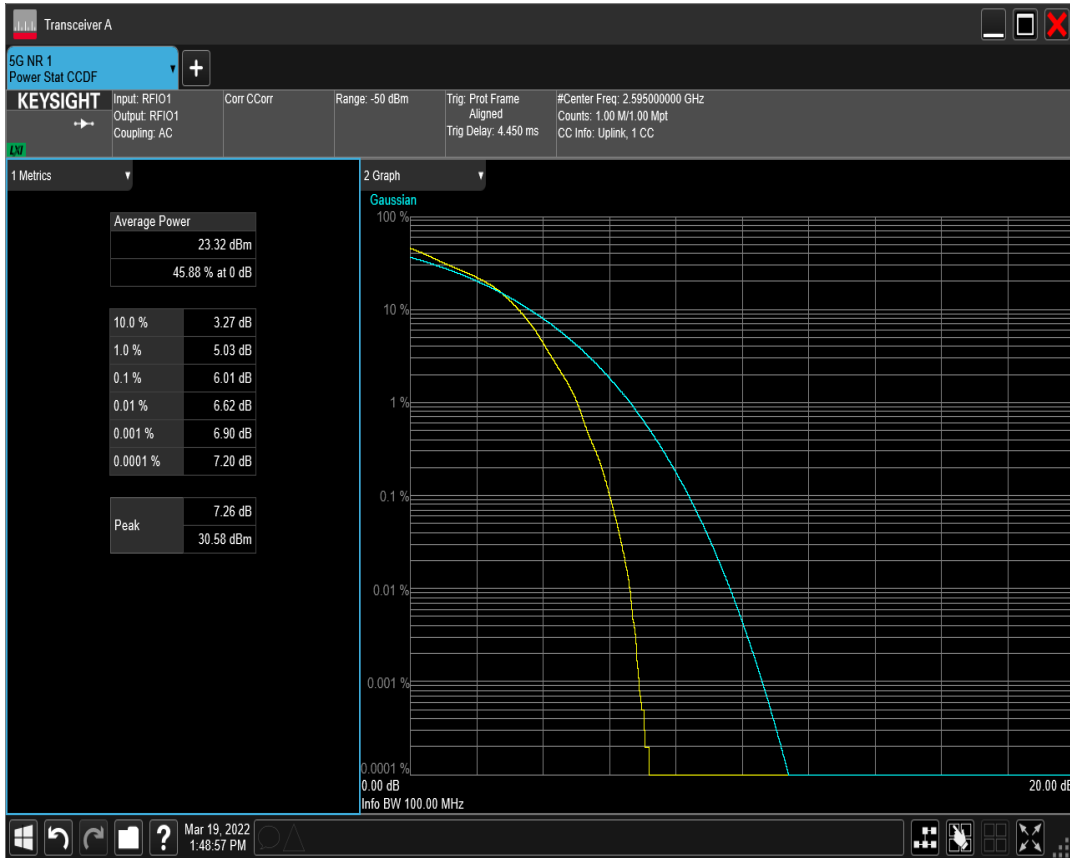 Transceiver A
5G NR 1
Power Stat CCDF
KEYSIGHT
LXI
Input: RFIO1
Output: RFIO1
Coupling: AC
Corr CCorr
Range: -50 dBm
Trig: Prot Frame
Aligned
Trig Delay: 4.450 ms
#Center Freq: 2.595000000 GHz
Counts: 1.00 M/1.00 Mpt
CC Info: Uplink, 1 CC
1 Metrics
Average Power
23.32 dBm
45.88 % at 0 dB
10.0 % 3.27 dB
1.0 % 5.03 dB
0.1 % 6.01 dB
0.01 % 6.62 dB
0.001 % 6.90 dB
0.0001 % 7.20 dB
Peak 7.26 dB
30.58 dBm
2 Graph
Gaussian
100 %
10 %
1 %
0.1 %
0.01 %
0.001 %
0.0001 %
0.00 dB 20.00 dB
Info BW 100.00 MHz
? Mar 19, 2022
1:48:57 PM